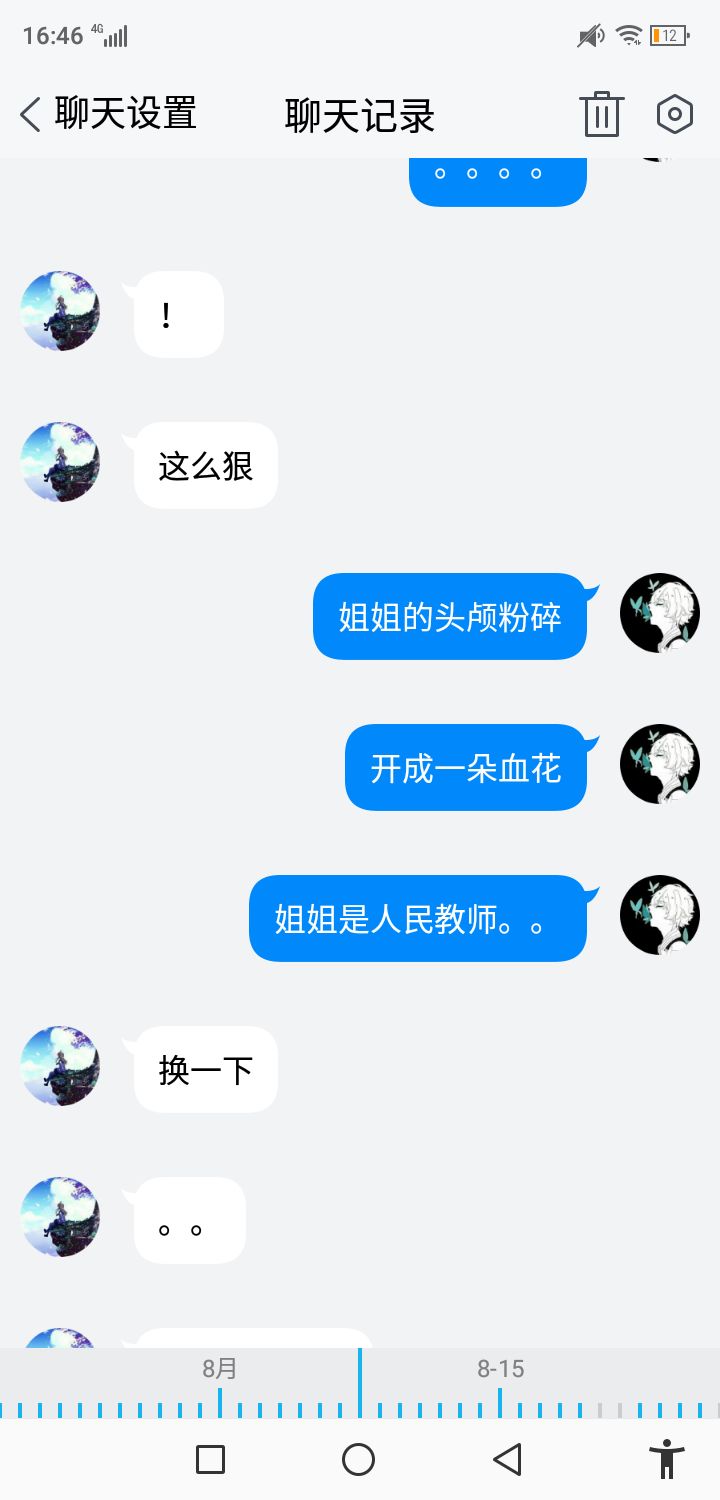 16:46 4G 12
聊天设置 聊天记录
。。。。
！
这么狠
姐姐的头颅粉碎
开成一朵血花
姐姐是人民教师。。
换一下
。。
8月 8-15